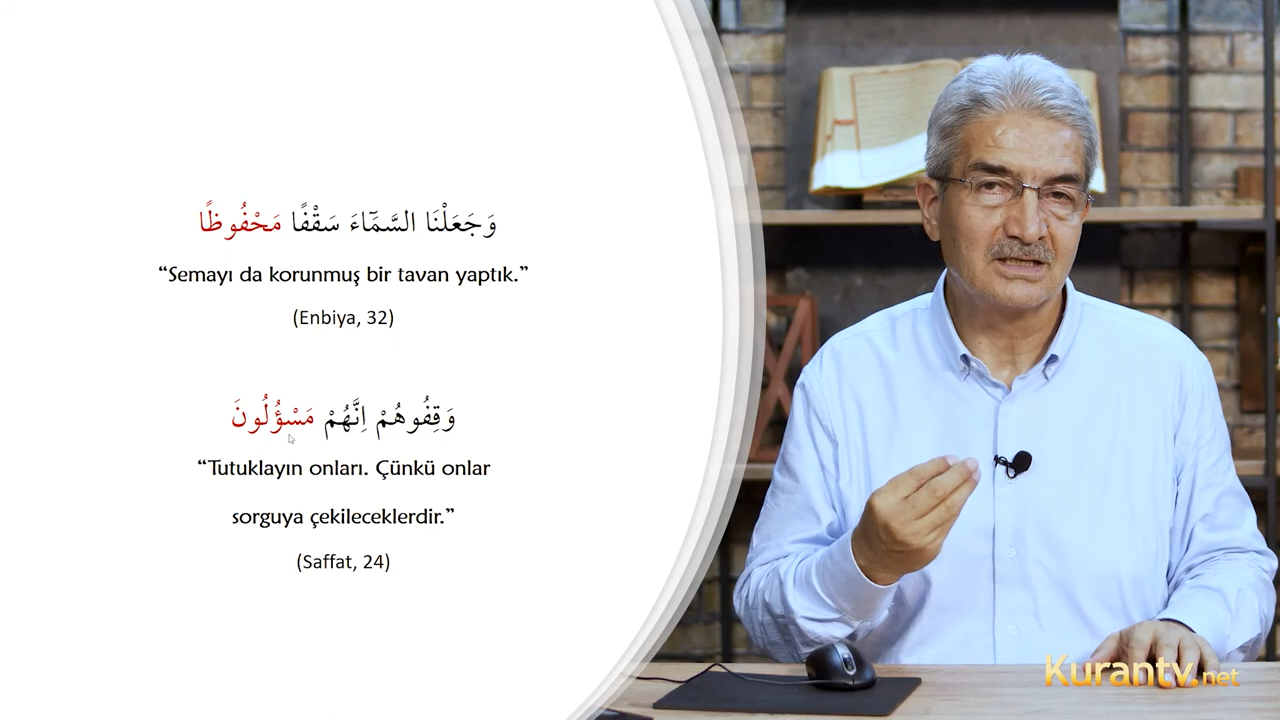 وَجَعَلْنَا السَّمَٓاءَ سَقْفًا مَحْفُوظًا
“Semayı da korunmuş bir tavan yaptık.”
(Enbiya, 32)
وَقِفُوهُمْ اِنَّهُمْ مَسْؤُلُونَ
“Tutuklayın onları. Çünkü onlar
sorguya çekileceklerdir.”
(Saffat, 24)
Kurantv.net